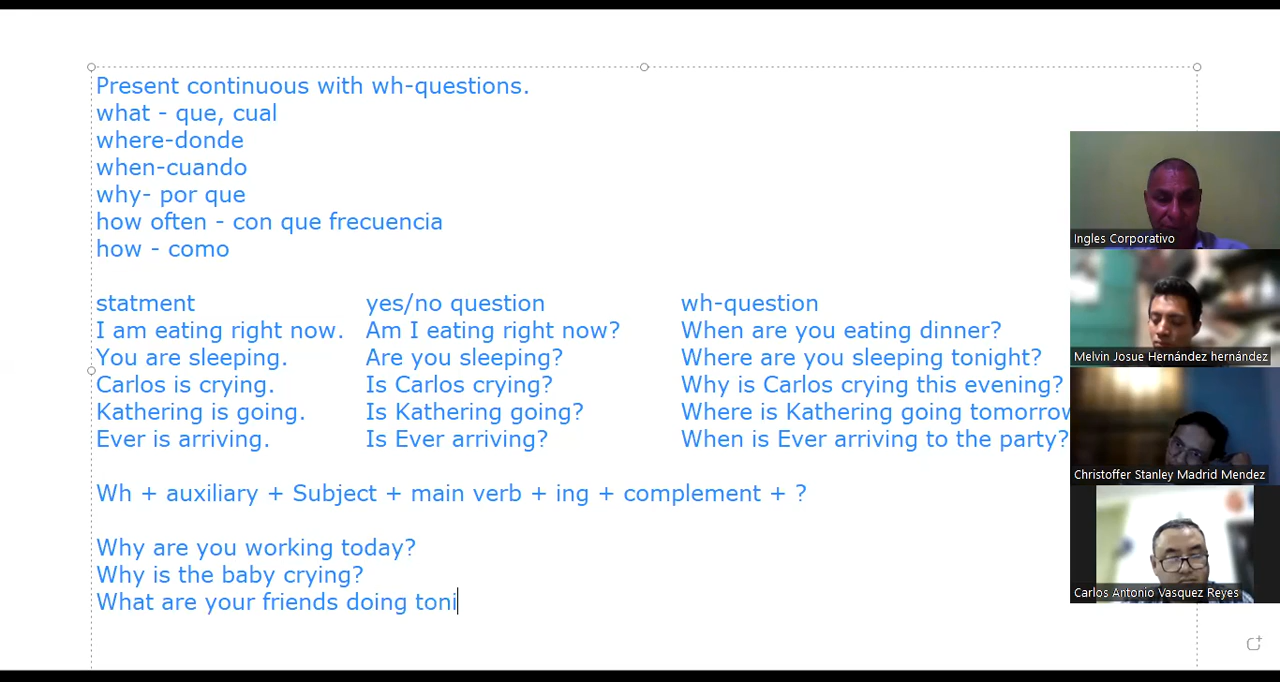 Present continuous with wh-questions.
what - que, cual
where-donde
when-cuando
why- por que
how often - con que frecuencia
how - como
statment yes/no question wh-question
I am eating right now. Am I eating right now? When are you eating dinner?
You are sleeping. Are you sleeping? Where are you sleeping tonight?
Carlos is crying. Is Carlos crying? Why is Carlos crying this evening?
Kathering is going. Is Kathering going? Where is Kathering going tomorrow
Ever is arriving. Is Ever arriving? When is Ever arriving to the party?
Wh + auxiliary + Subject + main verb + ing + complement + ?
Why are you working today?
Why is the baby crying?
What are your friends doing toni
Ingles Corporativo
Melvin Josue Hernández hernández
Christoffer Stanley Madrid Mendez
Carlos Antonio Vasquez Reyes